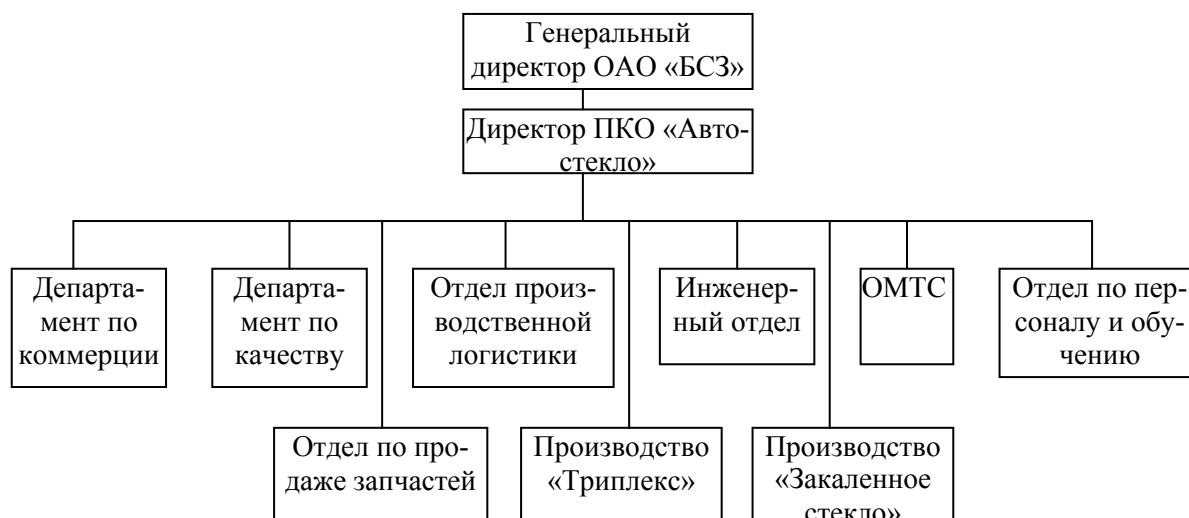 Генеральный
директор ОАО «БСЗ»
Директор ПКО «Авто-
стекло»
Департа-
мент по
коммерции
Департа-
мент по
качеству
Отдел произ-
водственной
логистики
Инженер-
ный отдел
ОМТС
Отдел по пер-
соналу и обу-
чению
Отдел по про-
даже запчастей
Производство
«Триплекс»
Производство
«Закаленное
стекло»